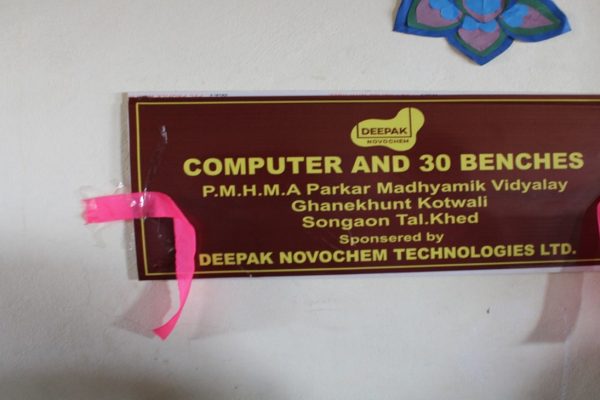 DEEPAK
NOVOCHEM
COMPUTER AND 30 BENCHES
P.M.H.M.A Parkar Madhyamik Vidyalay
Ghanekhunt Kotwali
Songaon Tal.Khed
Sponsered by
DEEPAK NOVOCHEM TECHNOLOGIES LTD.